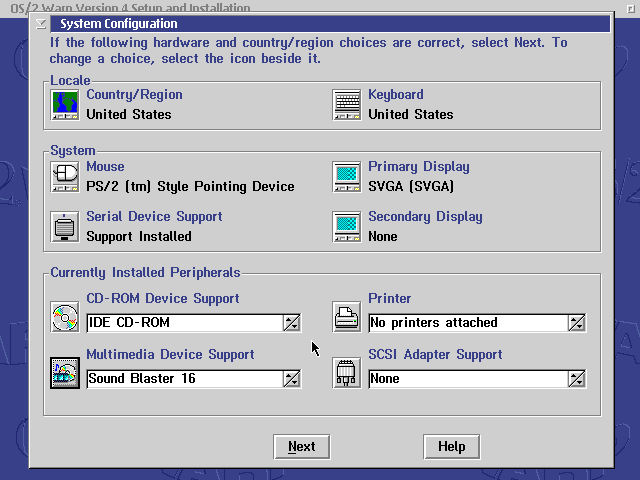 OS/2 Warp Version 4 Setup and Installation
System Configuration
If the following hardware and country/region choices are correct, select Next. To
change a choice, select the icon beside it.
Locale
Country/Region
United States
Keyboard
United States
System
Mouse
PS/2 (tm) Style Pointing Device
Primary Display
SVGA (SVGA)
Serial Device Support
Support Installed
Secondary Display
None
Currently Installed Peripherals
CD-ROM Device Support
IDE CD-ROM
Printer
No printers attached
Multimedia Device Support
Sound Blaster 16
SCSI Adapter Support
None
Next
Help